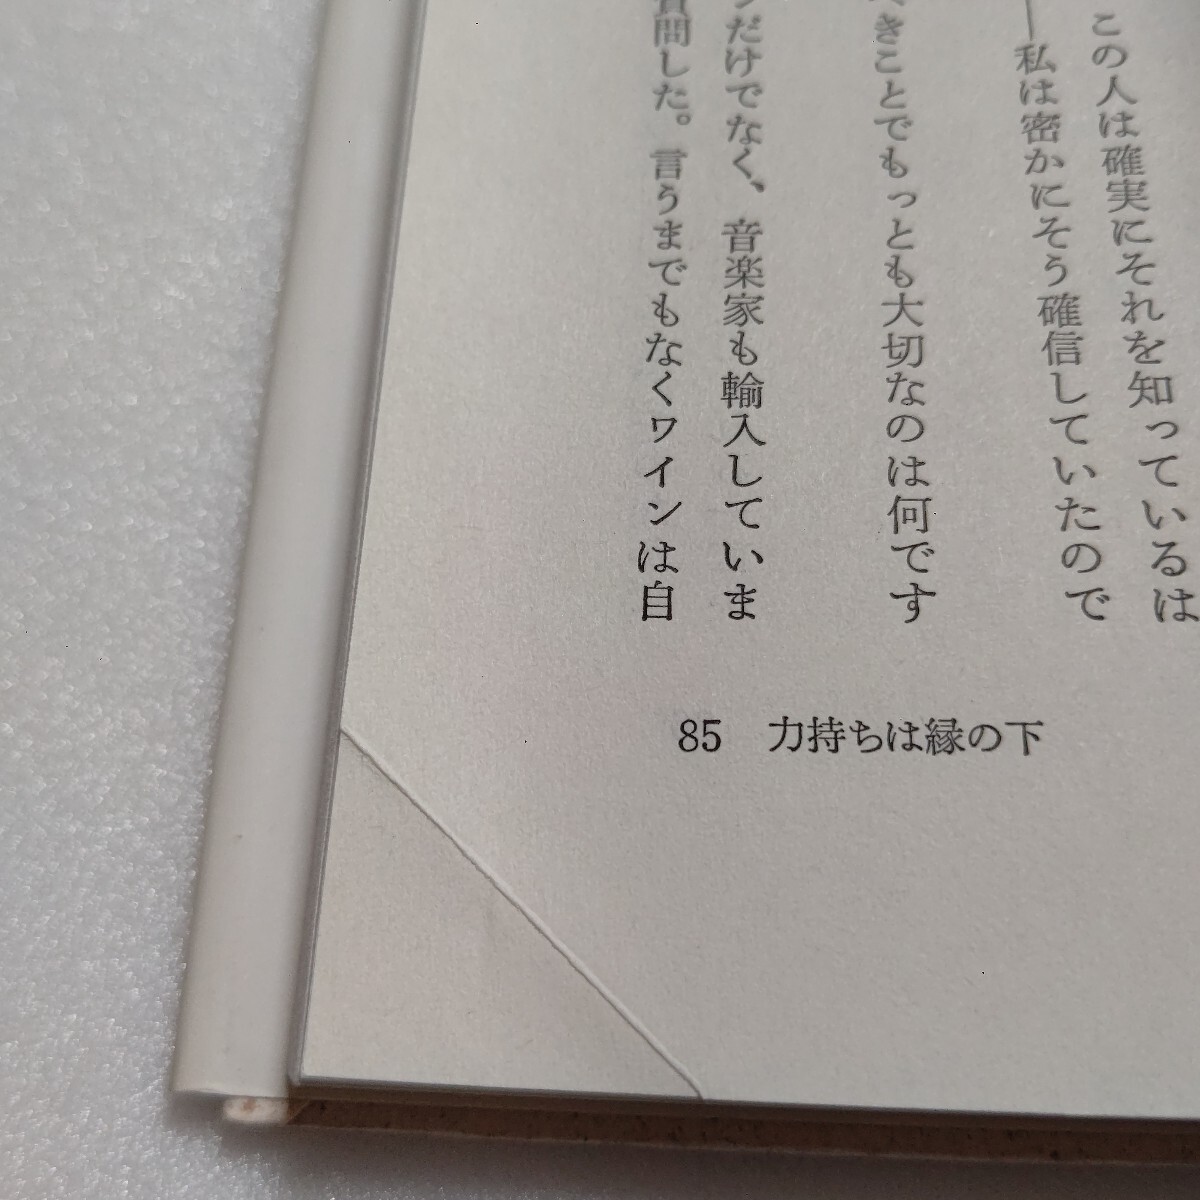 この人は確実にそれを知っているは
――私は密かにそう確信していたので
きことでもっとも大切なのは何です
だけでなく、音楽家も輸入していま
質問した。言うまでもなくワインは自
85 力持ちは縁の下